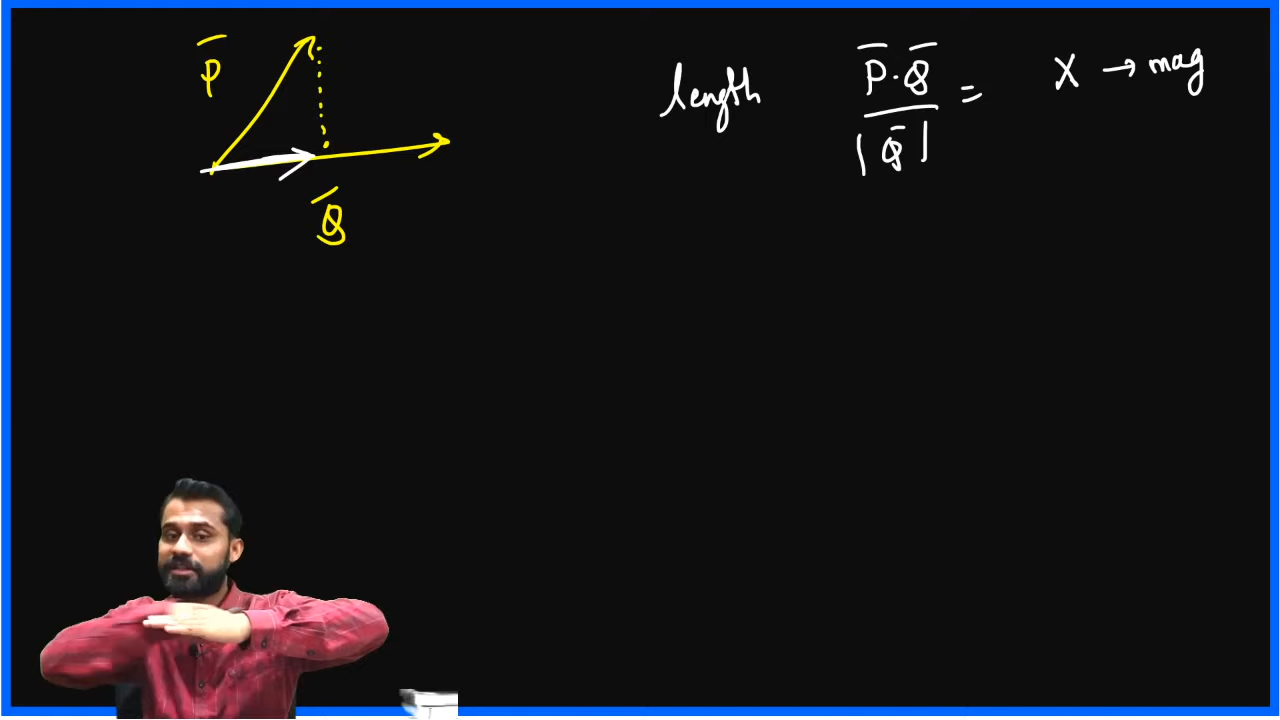 P̄
Q̄
length P̄ · Q̄ / |Q̄| = X → mag